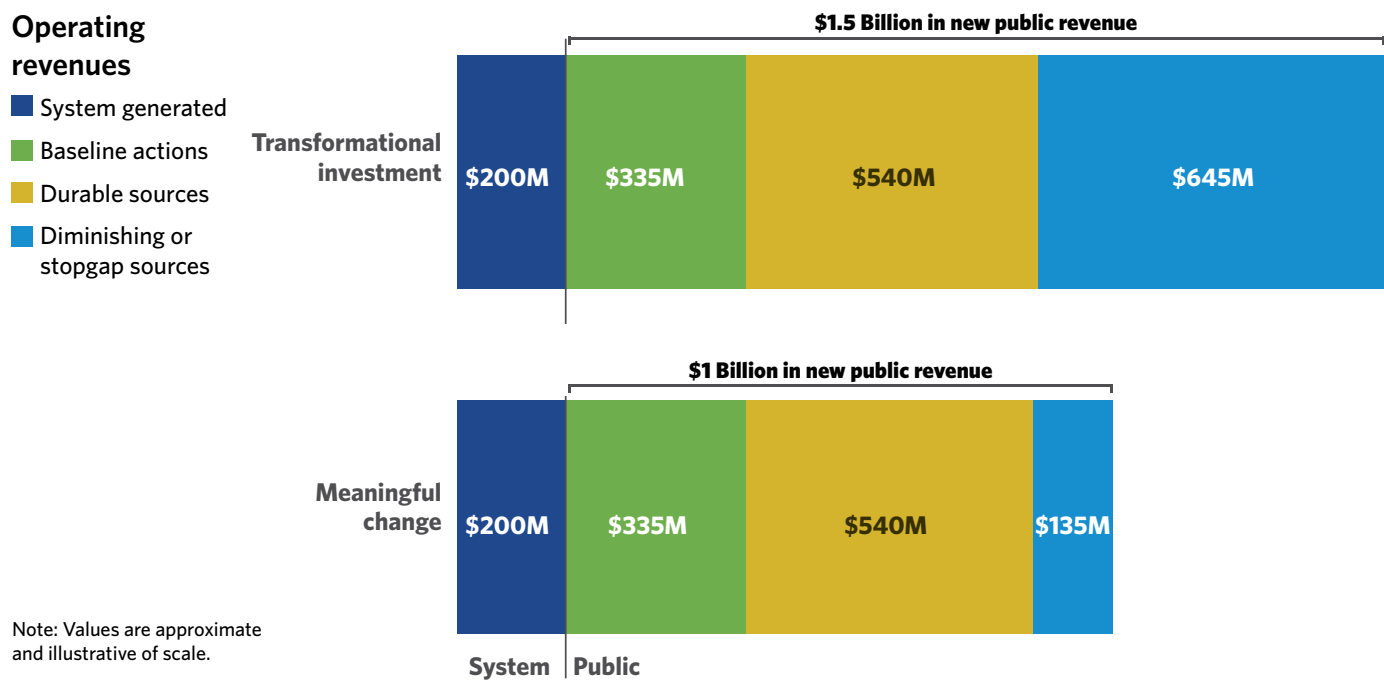 Operating
revenues
System generated
Baseline actions
Durable sources
Diminishing or
stopgap sources
$1.5 Billion in new public revenue
Transformational
investment
$200M
$335M
$540M
$645M
$1 Billion in new public revenue
Meaningful
change
$200M
$335M
$540M
$135M
Note: Values are approximate
and illustrative of scale.
System
Public